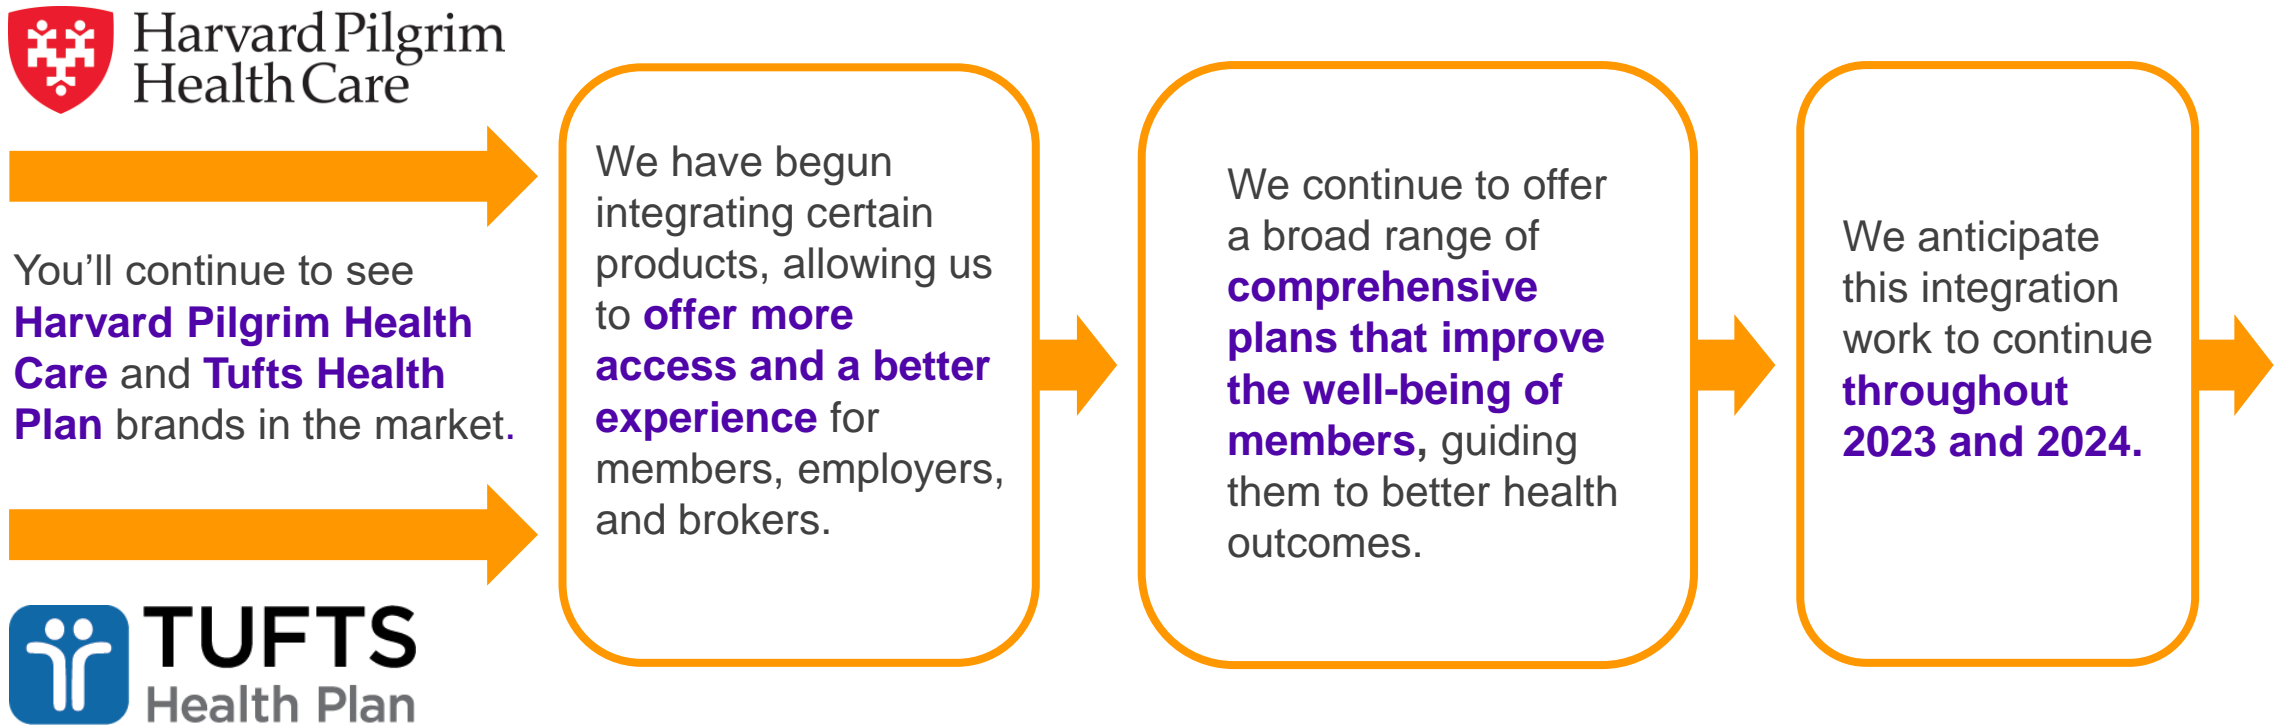 Harvard Pilgrim
Health Care
You’ll continue to see
Harvard Pilgrim Health
Care and Tufts Health
Plan brands in the market.
TUFTS
Health Plan
We have begun
integrating certain
products, allowing us
to offer more
access and a better
experience for
members, employers,
and brokers.
We continue to offer
a broad range of
comprehensive
plans that improve
the well-being of
members, guiding
them to better health
outcomes.
We anticipate
this integration
work to continue
throughout
2023 and 2024.